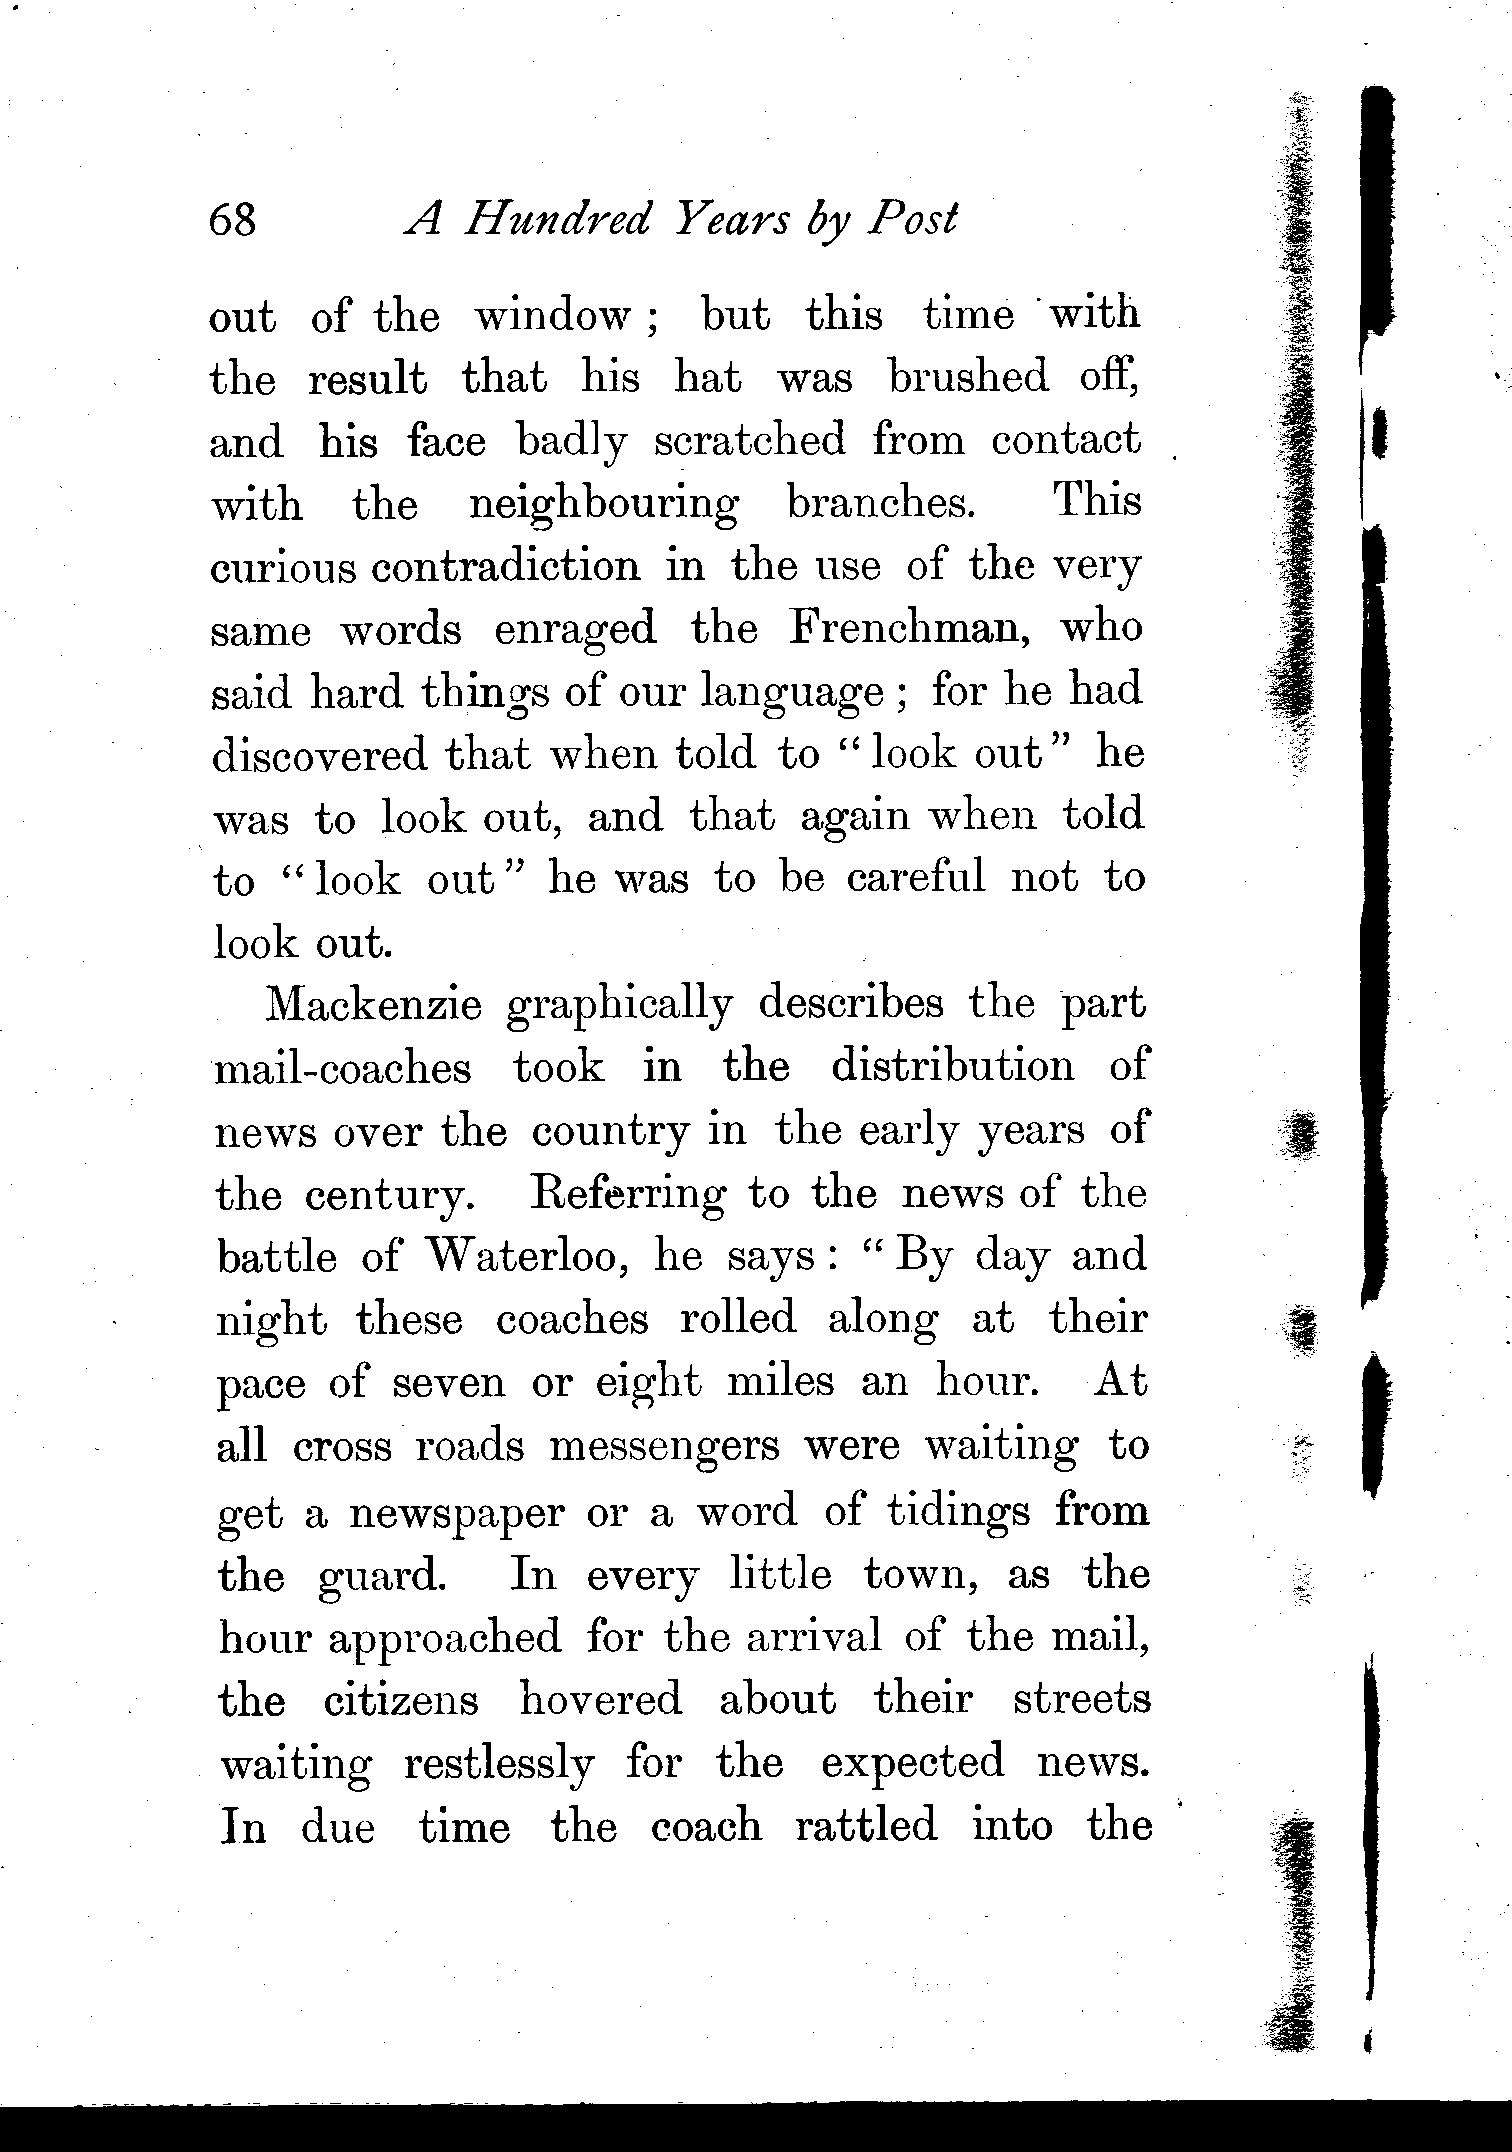 68 A Hundred Years by Post
out of the window ; but this time with
the result that his hat was brushed off,
and his face badly scratched from contact
with the neighbouring branches. This
curious contradiction in the use of the very
same words enraged the Frenchman, who
said hard things of our language ; for he had
discovered that when told to “ look out ” he
was to look out, and that again when told
to “ look out ” he was to be careful not to
look out.
Mackenzie graphically describes the part
mail-coaches took in the distribution of
news over the country in the early years of
the century. Referring to the news of the
battle of Waterloo, he says : “ By day and
night these coaches rolled along at their
pace of seven or eight miles an hour. At
all cross roads messengers were waiting to
get a newspaper or a word of tidings from
the guard. In every little town, as the
hour approached for the arrival of the mail,
the citizens hovered about their streets
waiting restlessly for the expected news.
In due time the coach rattled into the